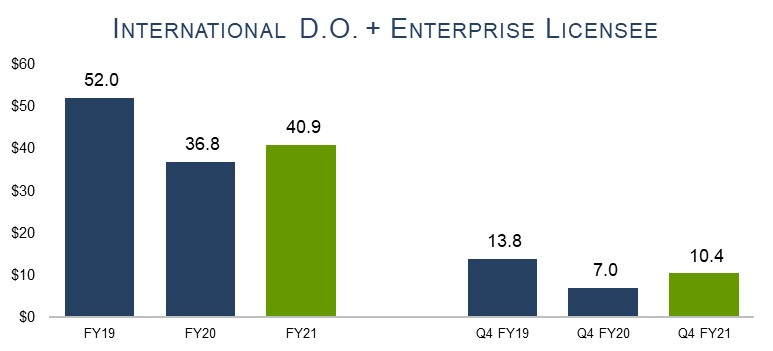 INTERNATIONAL D.O. + ENTERPRISE LICENSEE
$60
$50
$40
$30
$20
$10
$0
52.0
36.8
40.9
13.8
7.0
10.4
FY19
FY20
FY21
Q4 FY19
Q4 FY20
Q4 FY21